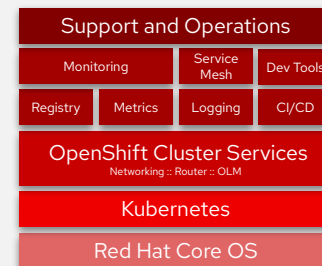 Support and Operations
Monitoring
Service
Mesh
Dev Tools
Registry
Metrics
Logging
CI/CD
OpenShift Cluster Services
Networking :: Router :: OLM
Kubernetes
Red Hat Core OS